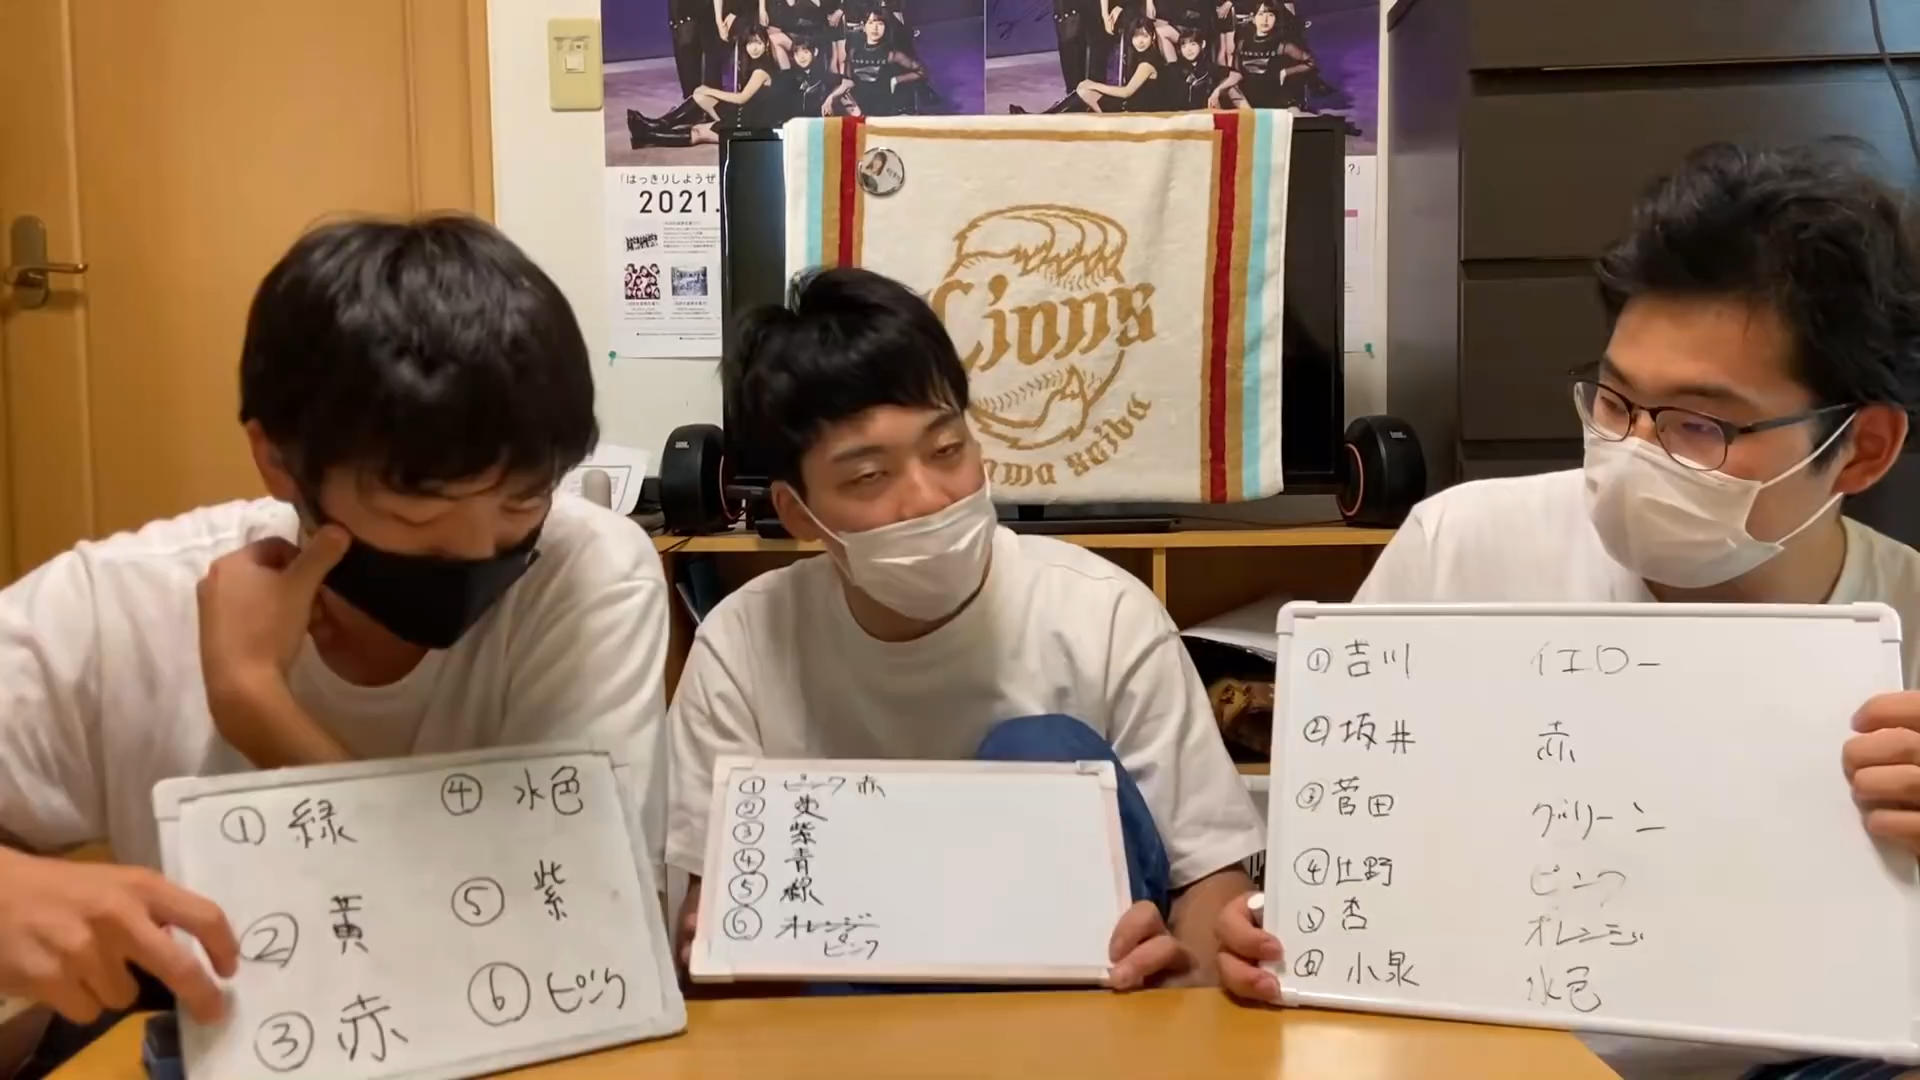 「はっきりしようぜ
2021.
Lions
① 緑
② 黄
③ 赤
④ 水色
⑤ 紫
⑥ ピンク
① ピンク 赤
② 黄
③ 紫
④ 青
⑤ 緑
⑥ オレンジ
ピンク
① 吉川 イエロー
② 坂井 赤
③ 菅田 グリーン
④ 辻野 ピンク
⑤ 杏 オレンジ
⑥ 小泉 水色